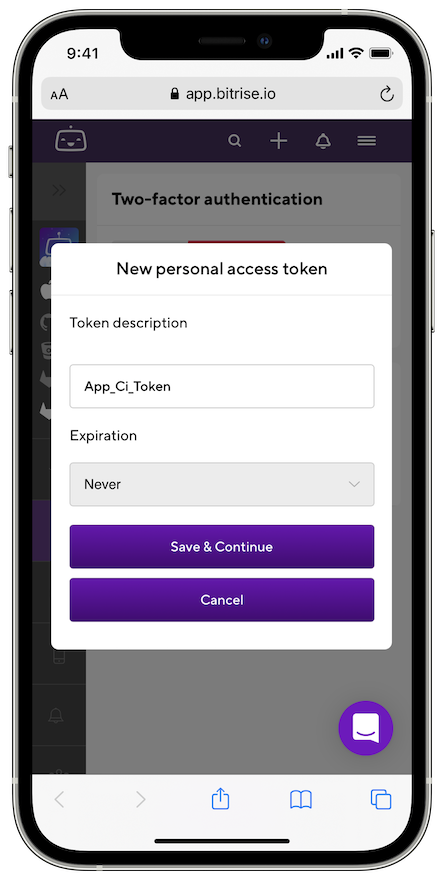 9:41
AA
app.bitrise.io
Two-factor authentication
New personal access token
Token description
App_Ci_Token
Expiration
Never
Save & Continue
Cancel